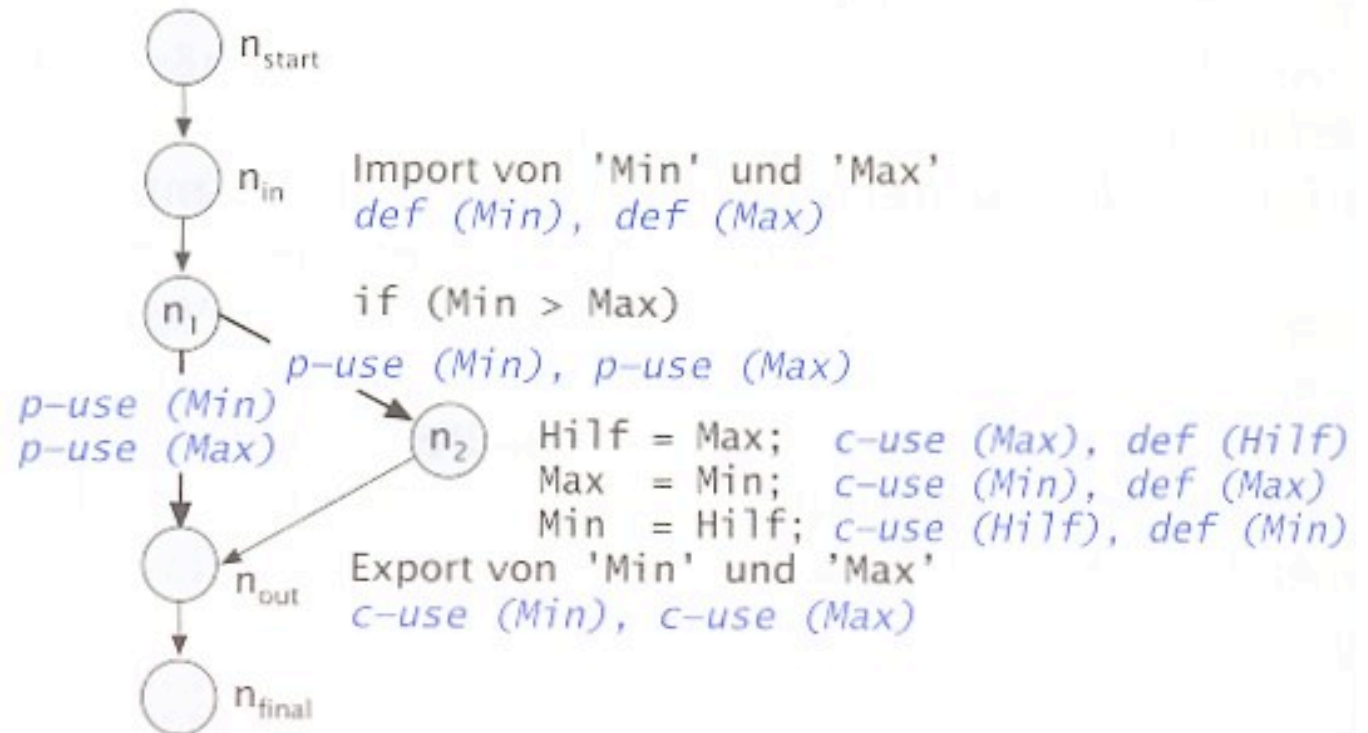 n_start
n_in
Import von 'Min' und 'Max'
def (Min), def (Max)
n_1
if (Min > Max)
p-use (Min), p-use (Max)
p-use (Min)
p-use (Max)
n_2
Hilf = Max; c-use (Max), def (Hilf)
Max = Min; c-use (Min), def (Max)
Min = Hilf; c-use (Hilf), def (Min)
n_out
Export von 'Min' und 'Max'
c-use (Min), c-use (Max)
n_final